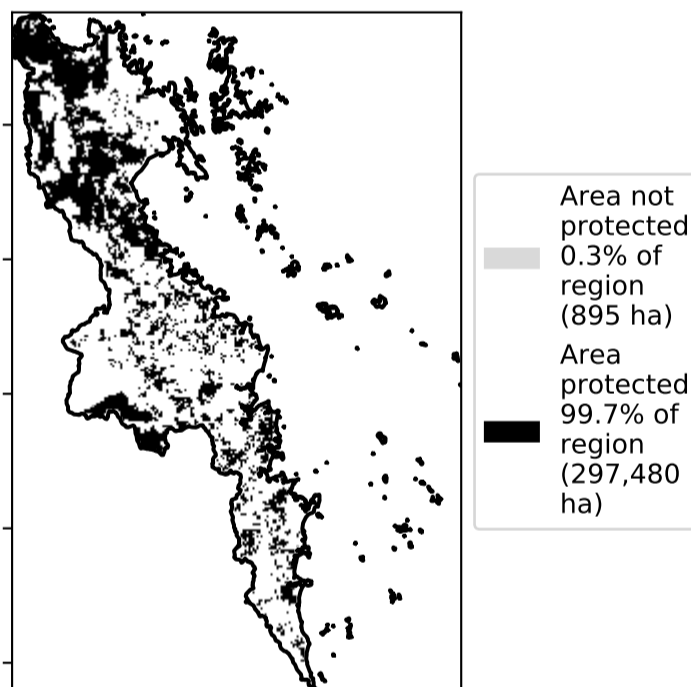 Area not
protected
0.3% of
region
(895 ha)
Area
protected
99.7% of
region
(297,480
ha)